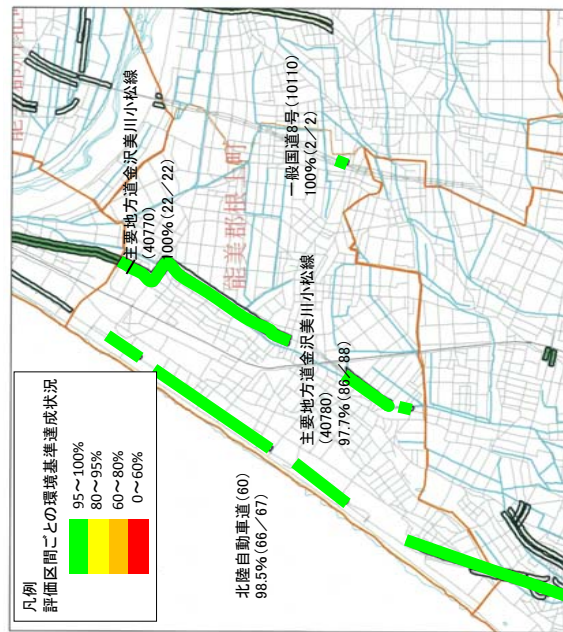 凡例
評価区間ごとの環境基準達成状況
95～100%
80～95%
60～80%
0～60%
主要地方道金沢美川小松線
(40770)
100%(22／22)
一般国道8号(10110)
100%(2／2)
能美郡根上町
主要地方道金沢美川小松線
(40780)
97.7%(86／88)
北陸自動車道(60)
98.5%(66／67)